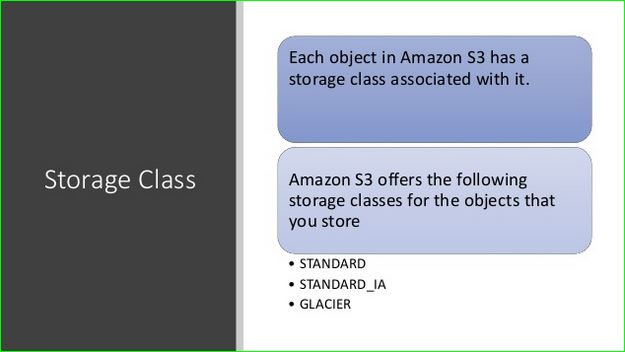 Storage Class
Each object in Amazon S3 has a
storage class associated with it.
Amazon S3 offers the following
storage classes for the objects that
you store
• STANDARD
• STANDARD_IA
• GLACIER